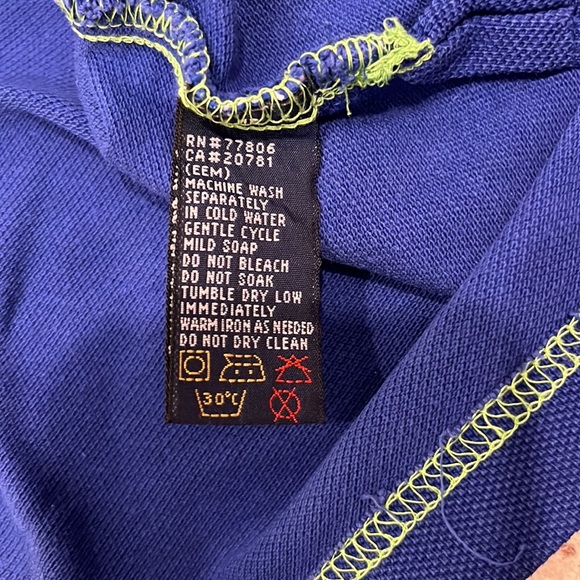 RN#77806
CA#20781
(EEM)
MACHINE WASH
SEPARATELY
IN COLD WATER
GENTLE CYCLE
MILD SOAP
DO NOT BLEACH
DO NOT SOAK
TUMBLE DRY LOW
IMMEDIATELY
WARM IRON AS NEEDED
DO NOT DRY CLEAN
30°C